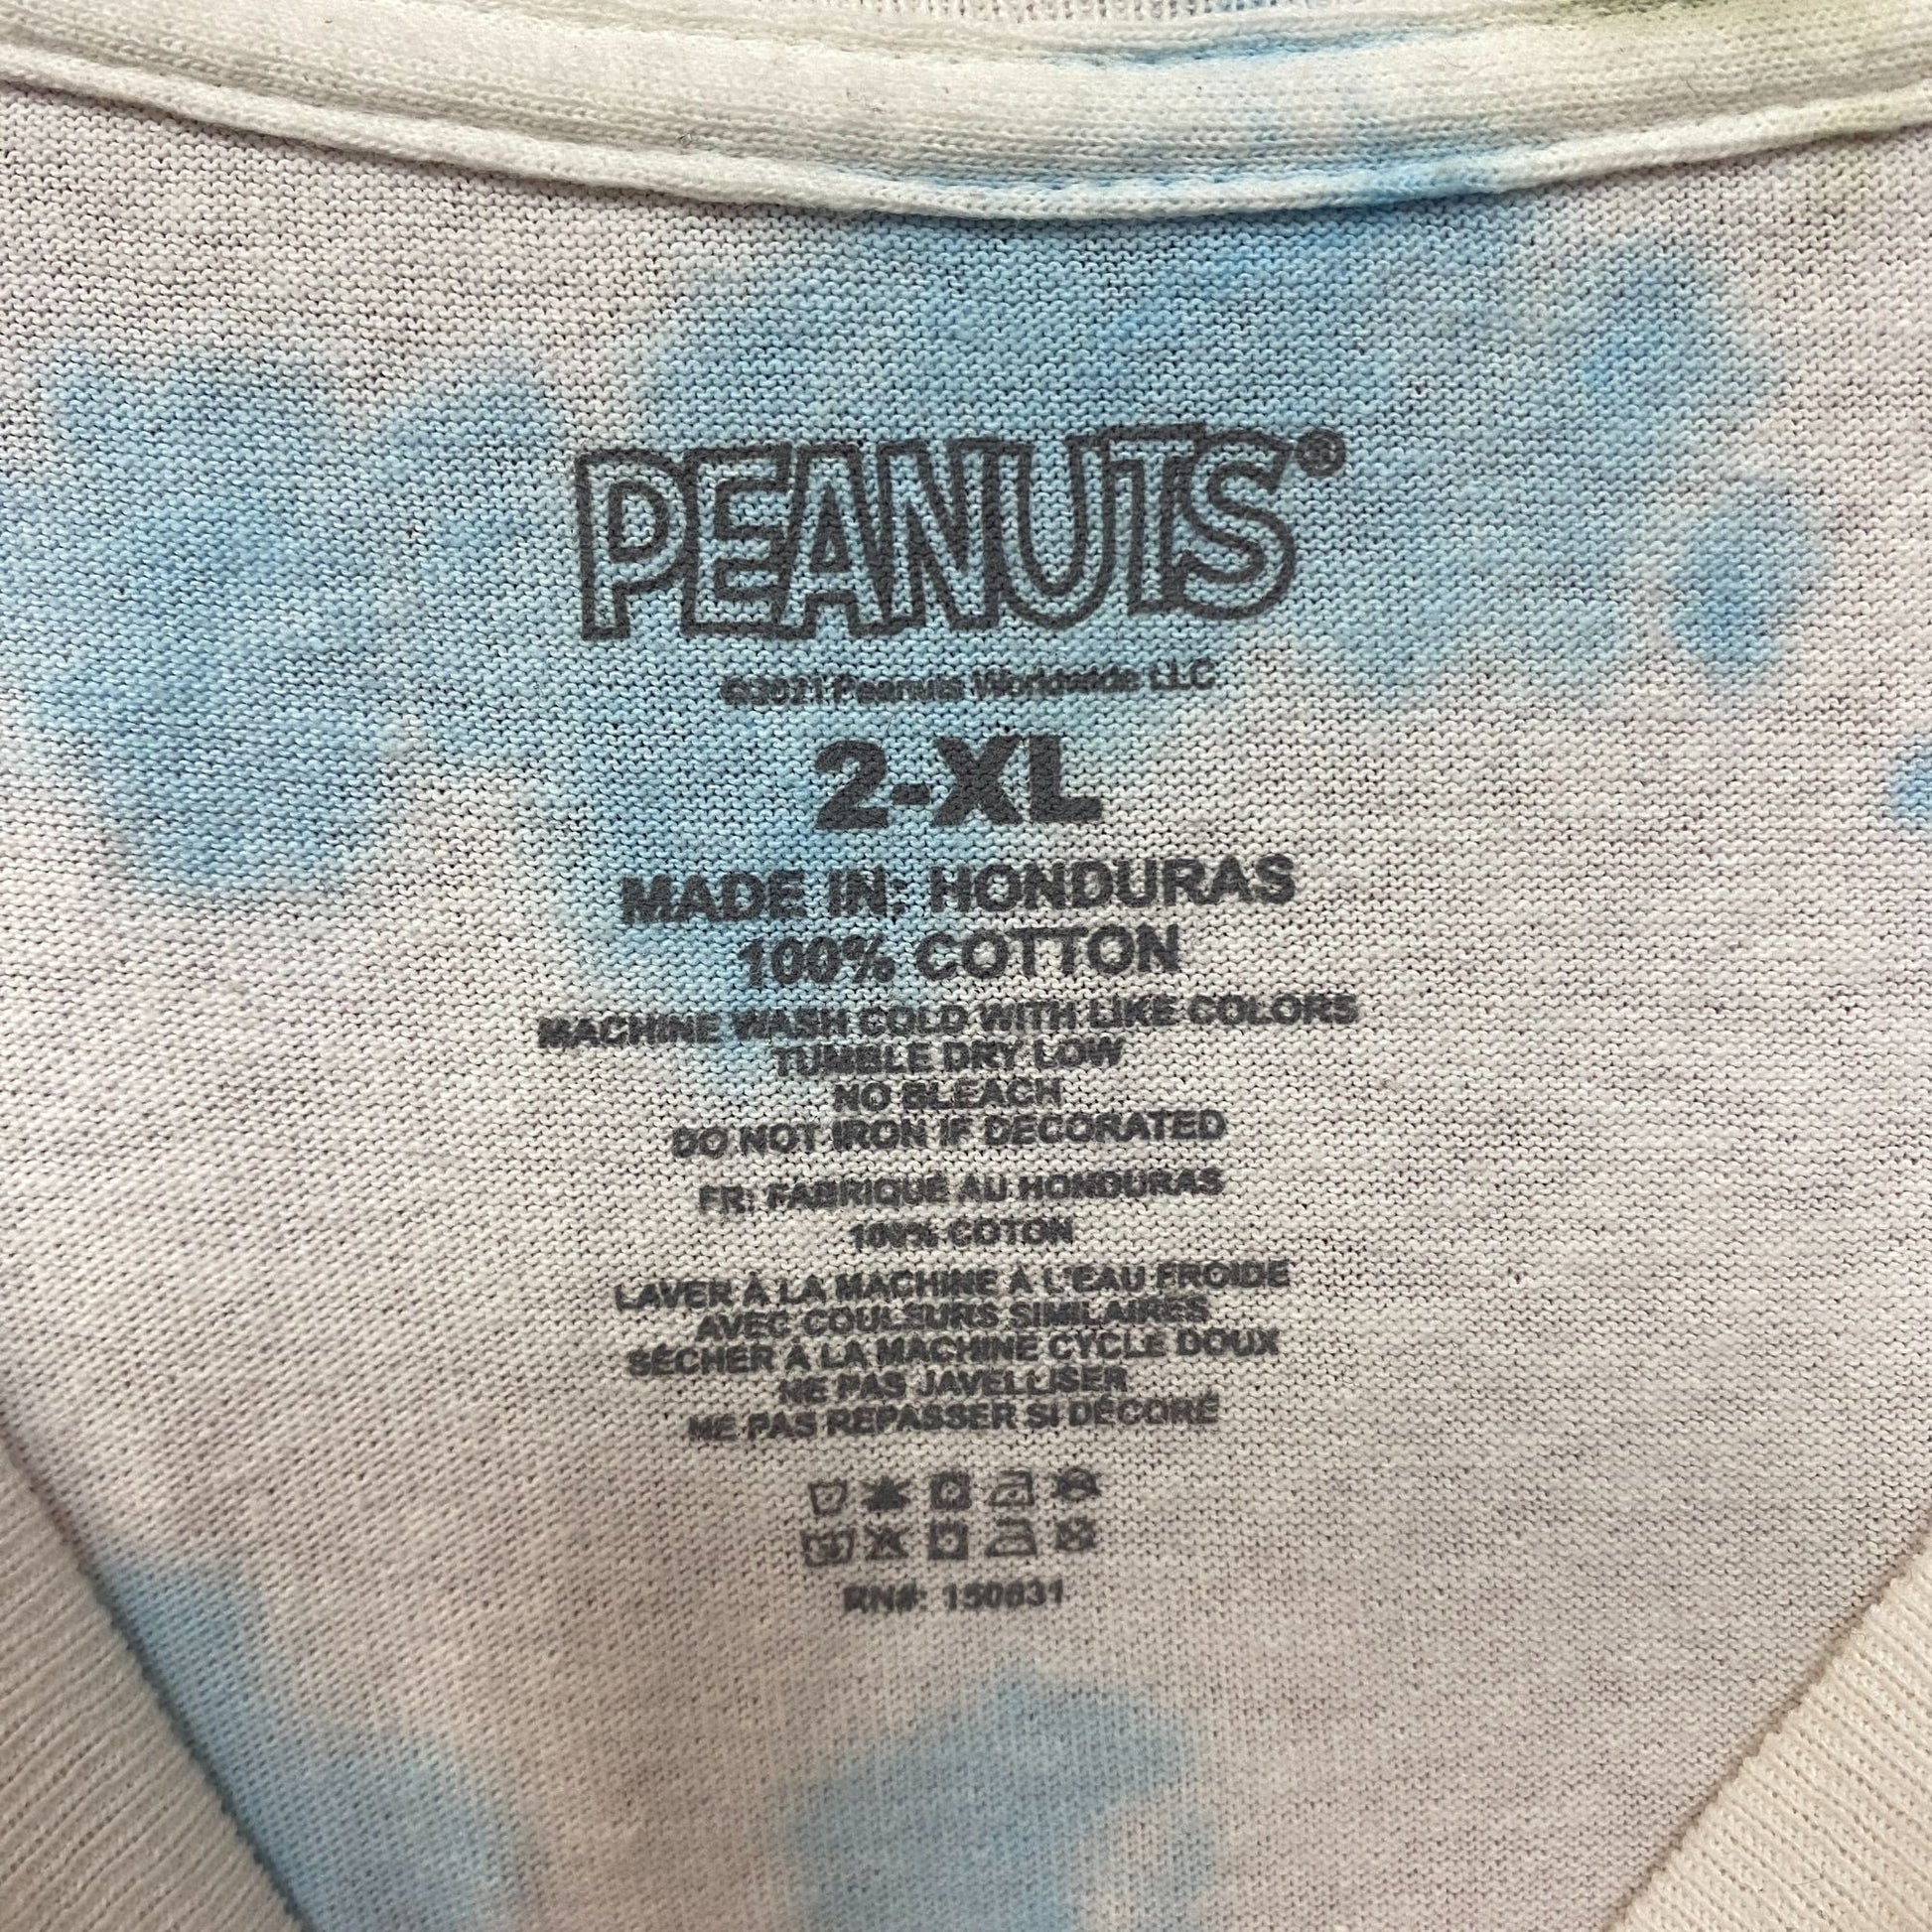 PEANUTS®
©2021 Peanuts Worldwide LLC
2-XL
MADE IN: HONDURAS
100% COTTON
MACHINE WASH COLD WITH LIKE COLORS
TUMBLE DRY LOW
NO BLEACH
DO NOT IRON IF DECORATED
FR: FABRIQUÉ AU HONDURAS
100% COTON
LAVER À LA MACHINE À L'EAU FROIDE
AVEC COULEURS SIMILAIRES
SÉCHER À LA MACHINE CYCLE DOUX
NE PAS JAVELLISER
NE PAS REPASSER SI DÉCORÉ
RN#: